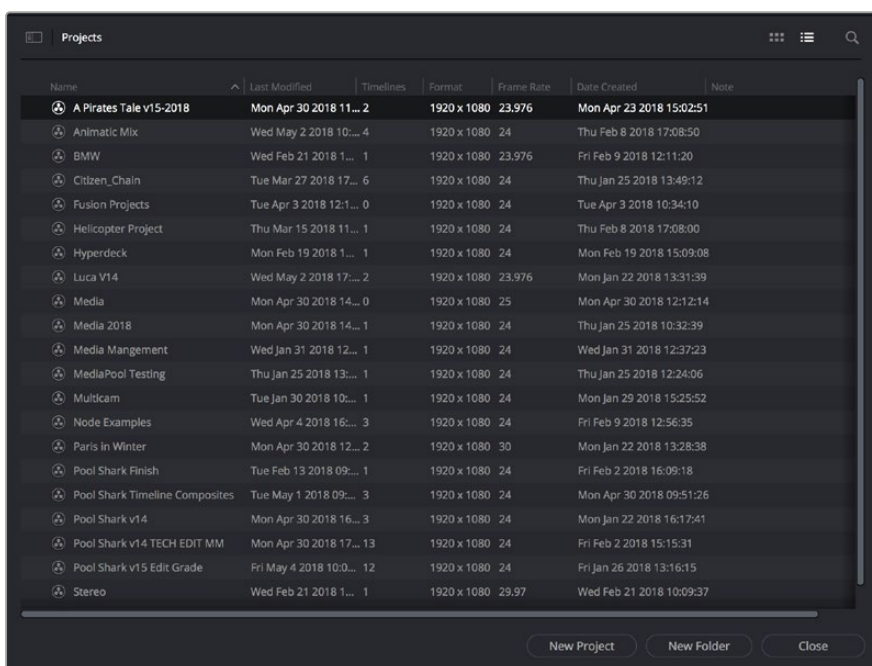 Projects
Name Last Modified Timelines Format Frame Rate Date Created Note
A Pirates Tale v15-2018 Mon Apr 30 2018 11... 2 1920 x 1080 23.976 Mon Apr 23 2018 15:02:51
Animatic Mix Wed May 2 2018 10:... 4 1920 x 1080 24 Thu Feb 8 2018 17:08:50
BMW Wed Feb 21 2018 1... 1 1920 x 1080 23.976 Fri Feb 9 2018 12:11:20
Citizen_Chain Tue Mar 27 2018 17... 6 1920 x 1080 24 Thu Jan 25 2018 13:49:12
Fusion Projects Tue Apr 3 2018 12:1... 0 1920 x 1080 24 Tue Apr 3 2018 10:34:10
Helicopter Project Thu Mar 15 2018 11... 1 1920 x 1080 24 Thu Feb 8 2018 17:08:00
Hyperdeck Mon Feb 19 2018 1... 1 1920 x 1080 24 Mon Feb 19 2018 15:09:08
Luca V14 Wed May 2 2018 17:... 2 1920 x 1080 23.976 Mon Jan 22 2018 13:31:39
Media Mon Apr 30 2018 14... 0 1920 x 1080 25 Mon Apr 30 2018 12:12:14
Media 2018 Mon Apr 30 2018 14... 1 1920 x 1080 24 Thu Jan 25 2018 10:32:39
Media Mangement Wed Jan 31 2018 12... 1 1920 x 1080 24 Wed Jan 31 2018 12:37:23
MediaPool Testing Thu Jan 25 2018 13:... 1 1920 x 1080 24 Thu Jan 25 2018 12:24:06
Multicam Tue Jan 30 2018 10:... 1 1920 x 1080 24 Mon Jan 29 2018 15:25:52
Node Examples Wed Apr 4 2018 16:... 3 1920 x 1080 24 Fri Feb 9 2018 12:56:35
Paris in Winter Mon Apr 30 2018 12... 2 1920 x 1080 30 Mon Jan 22 2018 13:28:38
Pool Shark Finish Tue Feb 13 2018 09:... 1 1920 x 1080 24 Fri Feb 2 2018 16:09:18
Pool Shark Timeline Composites Tue May 1 2018 09:... 3 1920 x 1080 24 Mon Apr 30 2018 09:51:26
Pool Shark v14 Mon Apr 30 2018 16... 3 1920 x 1080 24 Mon Jan 22 2018 16:17:41
Pool Shark v14 TECH EDIT MM Mon Apr 30 2018 17... 13 1920 x 1080 24 Fri Feb 2 2018 15:15:31
Pool Shark v15 Edit Grade Fri May 4 2018 10:0... 12 1920 x 1080 24 Fri Jan 26 2018 13:16:15
Stereo Wed Feb 21 2018 1... 1 1920 x 1080 29.97 Wed Feb 21 2018 10:09:37
New Project New Folder Close